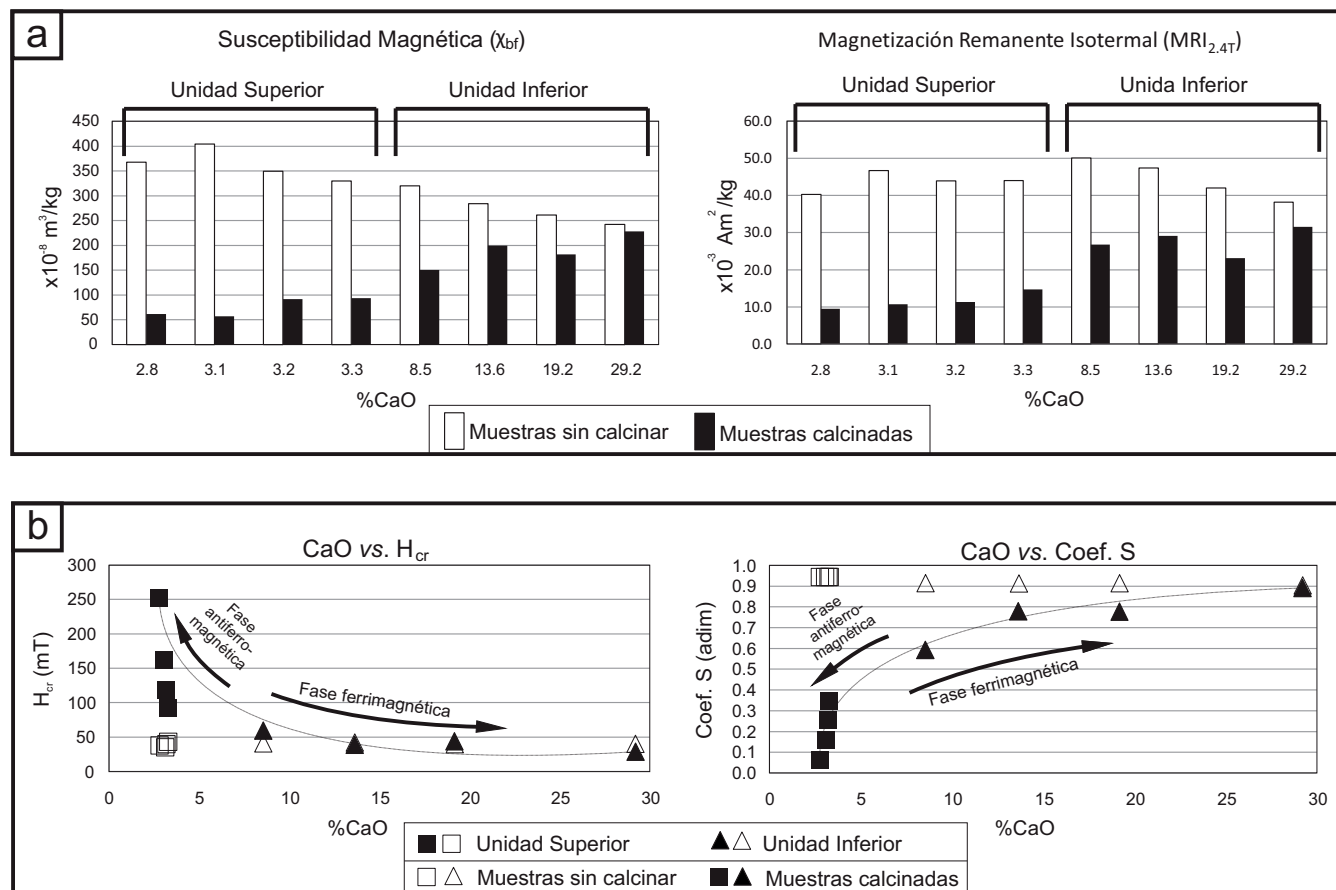 a
Susceptibilidad Magnética (χbf)
Unidad Superior
Unidad Inferior
x10⁻⁸ m³/kg
450
400
350
300
250
200
150
100
50
0
2.8 3.1 3.2 3.3 8.5 13.6 19.2 29.2
%CaO
Magnetización Remanente Isotermal (MRI2.4T)
Unidad Superior
Unida Inferior
x10⁻³ Am²/kg
60.0
50.0
40.0
30.0
20.0
10.0
0.0
2.8 3.1 3.2 3.3 8.5 13.6 19.2 29.2
%CaO
Muestras sin calcinar Muestras calcinadas
b
CaO vs. Hcr
Hcr (mT)
300
250
200
150
100
50
0
Fase
antiferro-
magnética
Fase ferrimagnética
0 5 10 15 20 25 30
%CaO
CaO vs. Coef. S
Coef. S (adim)
1.0
0.9
0.8
0.7
0.6
0.5
0.4
0.3
0.2
0.1
0.0
Fase
antiferro-
magnética
Fase ferrimagnética
0 5 10 15 20 25 30
%CaO
Unidad Superior Unidad Inferior
Muestras sin calcinar Muestras calcinadas